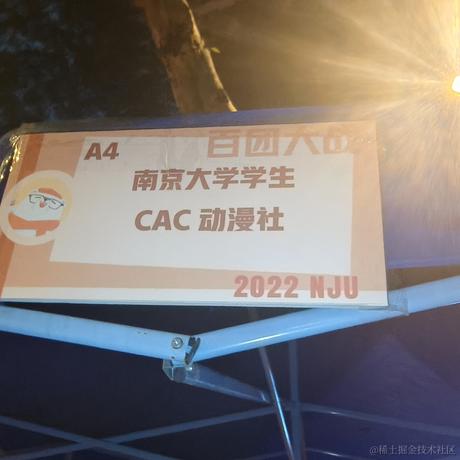 百团大战
A4
南京大学学生
CAC 动漫社
2022 NJU
@稀土掘金技术社区